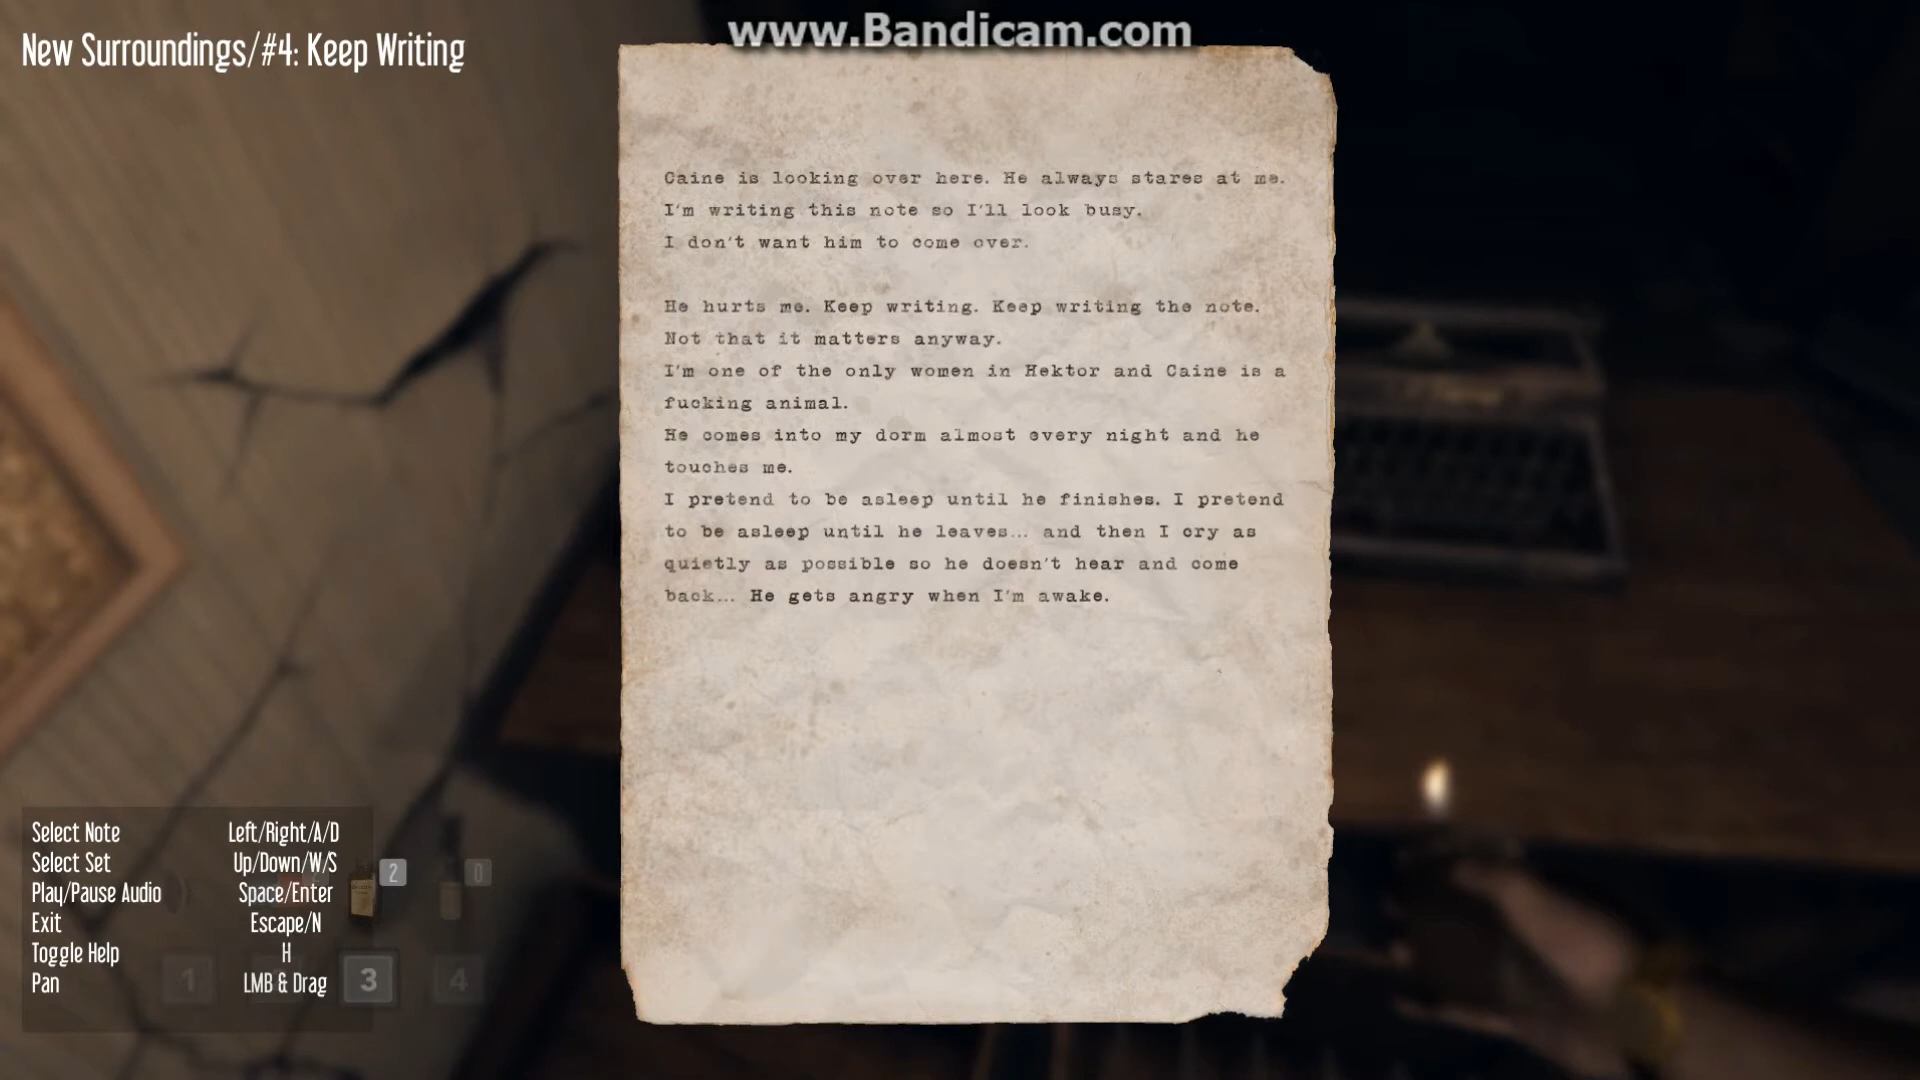 www.Bandicam.com
New Surroundings/#4: Keep Writing
Caine is looking over here. He always stares at me.
I'm writing this note so I'll look busy.
I don't want him to come over.
He hurts me. Keep writing. Keep writing the note.
Not that it matters anyway.
I'm one of the only women in Hektor and Caine is a
fucking animal.
He comes into my dorm almost every night and he
touches me.
I pretend to be asleep until he finishes. I pretend
to be asleep until he leaves... and then I cry as
quietly as possible so he doesn't hear and come
back... He gets angry when I'm awake.
Select Note Left/Right/A/D
Select Set Up/Down/W/S
Play/Pause Audio Space/Enter
Exit Escape/N
Toggle Help H
Pan LMB & Drag
2 0
1 3 4